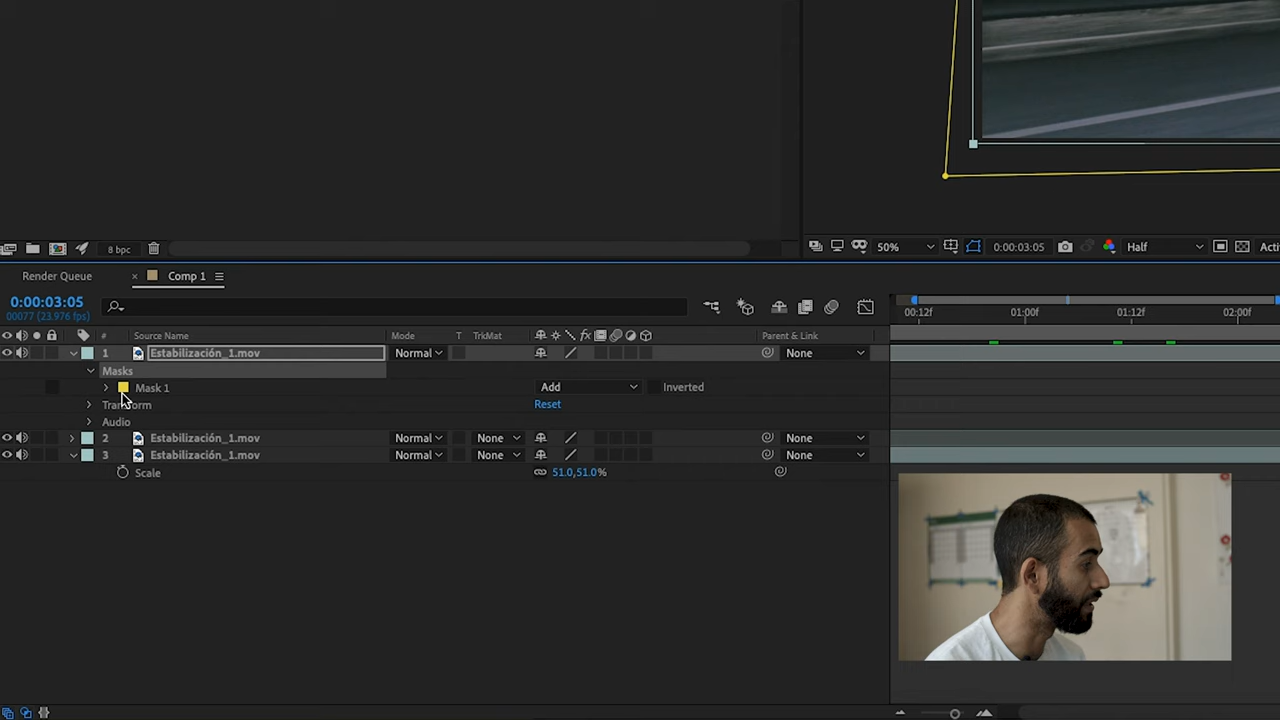 8 bpc
50%
0:00:03:05
Half
Acti
Render Queue
× Comp 1
0:00:03:05
00077 (23.976 fps)
00:12f
01:00f
01:12f
02:00f
# Source Name Mode T TrkMat fx Parent & Link
1 Estabilización_1.mov Normal None
Masks
Mask 1 Add Inverted
Transform Reset
Audio
2 Estabilización_1.mov Normal None None
3 Estabilización_1.mov Normal None None
Scale 51.0,51.0%